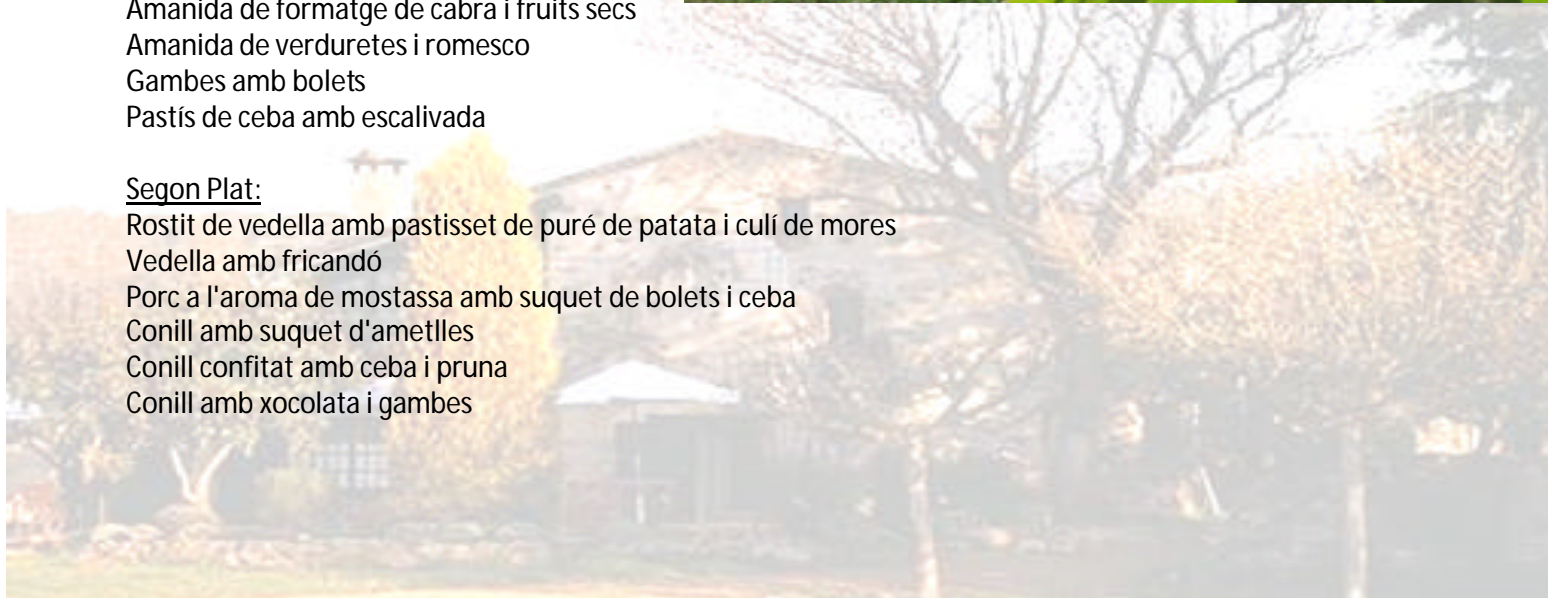 Amanida de formatge de cabra i fruits secs
Amanida de verduretes i romesco
Gambes amb bolets
Pastís de ceba amb escalivada
Segon Plat:
Rostit de vedella amb pastisset de puré de patata i culí de mores
Vedella amb fricandó
Porc a l'aroma de mostassa amb suquet de bolets i ceba
Conill amb suquet d'ametlles
Conill confitat amb ceba i pruna
Conill amb xocolata i gambes